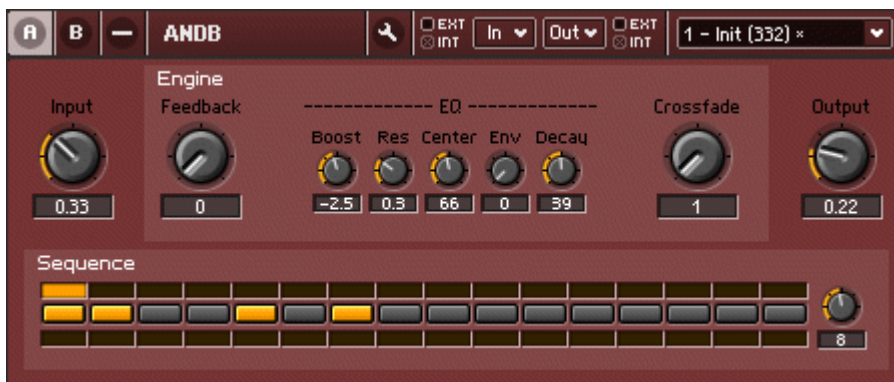 A B ANDB EXT INT In Out EXT INT 1 - Init (332) ×
Engine
Input Feedback ------------- EQ ------------- Crossfade Output
Boost Res Center Env Decay
0.33 0 -2.5 0.3 66 0 39 1 0.22
Sequence
8